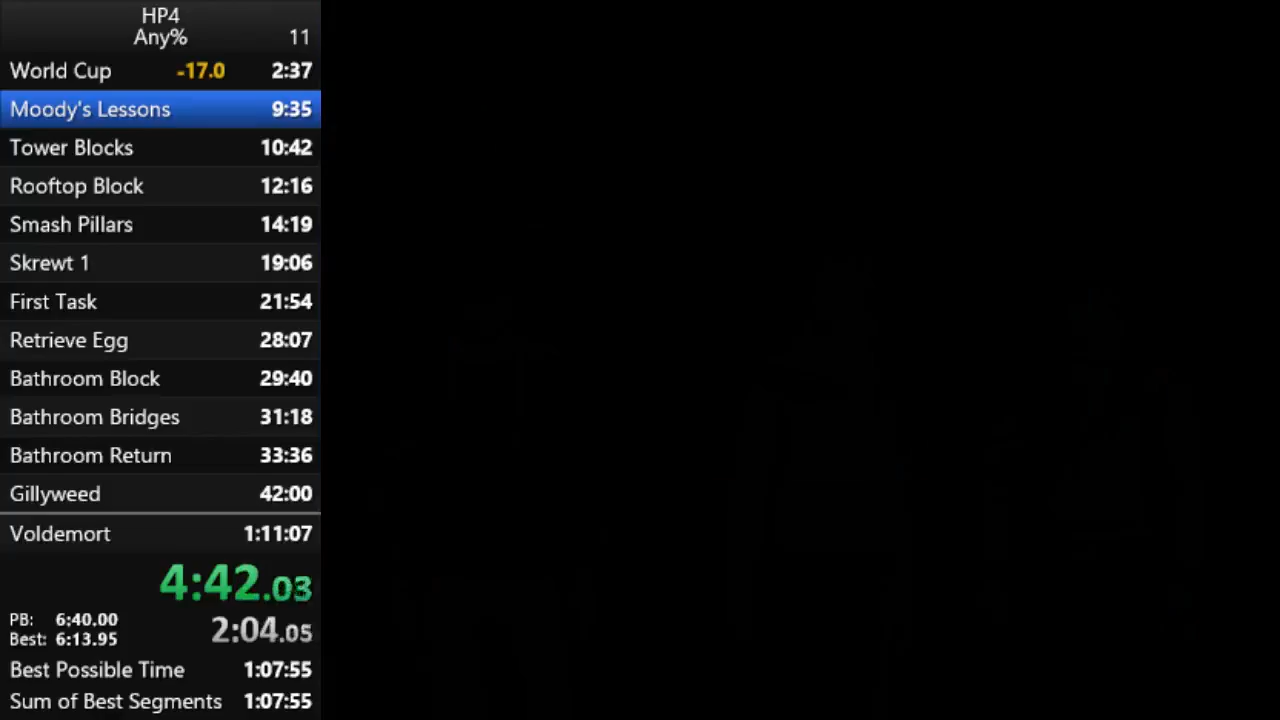 HP4
Any% 11
World Cup -17.0 2:37
Moody's Lessons 9:35
Tower Blocks 10:42
Rooftop Block 12:16
Smash Pillars 14:19
Skrewt 1 19:06
First Task 21:54
Retrieve Egg 28:07
Bathroom Block 29:40
Bathroom Bridges 31:18
Bathroom Return 33:36
Gillyweed 42:00
Voldemort 1:11:07
4:42.03
PB: 6:40.00
Best: 6:13.95
2:04.05
Best Possible Time 1:07:55
Sum of Best Segments 1:07:55